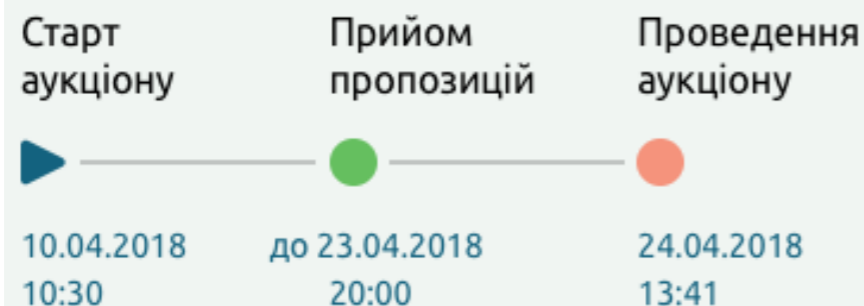 Старт
аукціону
Прийом
пропозицій
Проведення
аукціону
10.04.2018
10:30
до 23.04.2018
20:00
24.04.2018
13:41